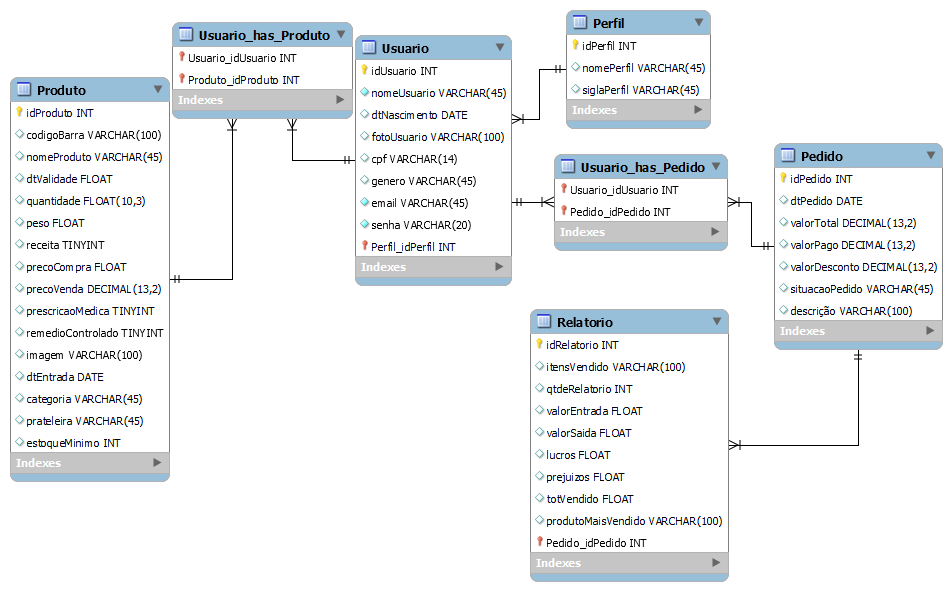 Produto
idProduto INT
codigoBarra VARCHAR(100)
nomeProduto VARCHAR(45)
dtValidade FLOAT
quantidade FLOAT(10,3)
peso FLOAT
receita TINYINT
precoCompra FLOAT
precoVenda DECIMAL(13,2)
prescricaoMedica TINYINT
remedioControlado TINYINT
imagem VARCHAR(100)
dtEntrada DATE
categoria VARCHAR(45)
prateleira VARCHAR(45)
estoqueMinimo INT
Indexes
Usuario_has_Produto
Usuario_idUsuario INT
Produto_idProduto INT
Indexes
Usuario
idUsuario INT
nomeUsuario VARCHAR(45)
dtNascimento DATE
fotoUsuario VARCHAR(100)
cpf VARCHAR(14)
genero VARCHAR(45)
email VARCHAR(45)
senha VARCHAR(20)
Perfil_idPerfil INT
Indexes
Perfil
idPerfil INT
nomePerfil VARCHAR(45)
siglaPerfil VARCHAR(45)
Indexes
Usuario_has_Pedido
Usuario_idUsuario INT
Pedido_idPedido INT
Indexes
Pedido
idPedido INT
dtPedido DATE
valorTotal DECIMAL(13,2)
valorPago DECIMAL(13,2)
valorDesconto DECIMAL(13,2)
situacaoPedido VARCHAR(45)
descrição VARCHAR(100)
Indexes
Relatorio
idRelatorio INT
itensVendido VARCHAR(100)
qtdeRelatorio INT
valorEntrada FLOAT
valorSaida FLOAT
lucros FLOAT
prejuizos FLOAT
totVendido FLOAT
produtoMaisVendido VARCHAR(100)
Pedido_idPedido INT
Indexes